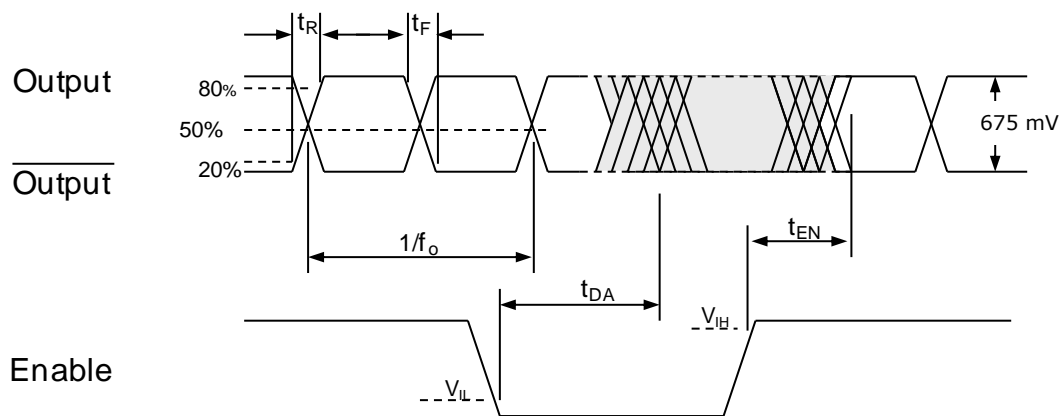 tR
tF
Output
80%
50%
675 mV
Output
20%
tEN
1/fo
tDA
VIH
Enable
VIL